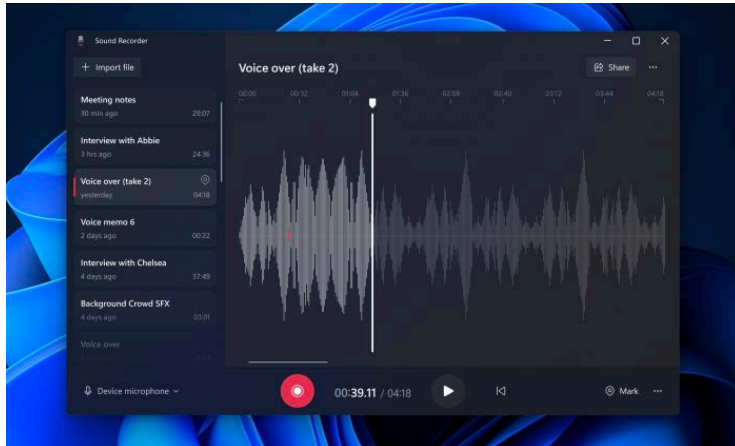 Sound Recorder
+ Import file
Voice over (take 2)
Share
...
Meeting notes
30 min ago 29:07
Interview with Abbie
3 hrs ago 24:36
Voice over (take 2)
yesterday 04:18
Voice memo 6
2 days ago 00:22
Interview with Chelsea
4 days ago 37:49
Background Crowd SFX
4 days ago 03:01
Voice over
00:00 00:32 01:04 01:36 02:08 02:40 03:12 03:44 04:18
Device microphone
00:39.11 / 04:18
Mark
...